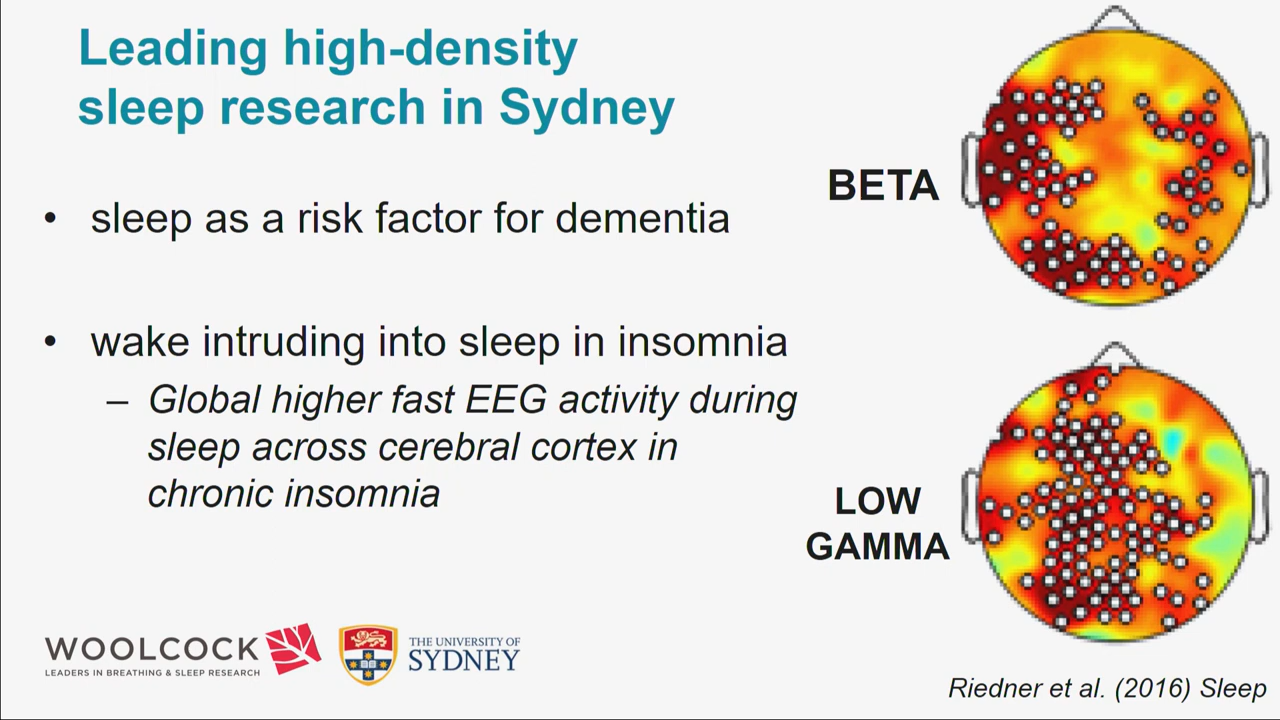 Leading high-density
sleep research in Sydney
• sleep as a risk factor for dementia
• wake intruding into sleep in insomnia
– Global higher fast EEG activity during
sleep across cerebral cortex in
chronic insomnia
BETA
LOW
GAMMA
WOOLCOCK
LEADERS IN BREATHING & SLEEP RESEARCH
THE UNIVERSITY OF
SYDNEY
Riedner et al. (2016) Sleep